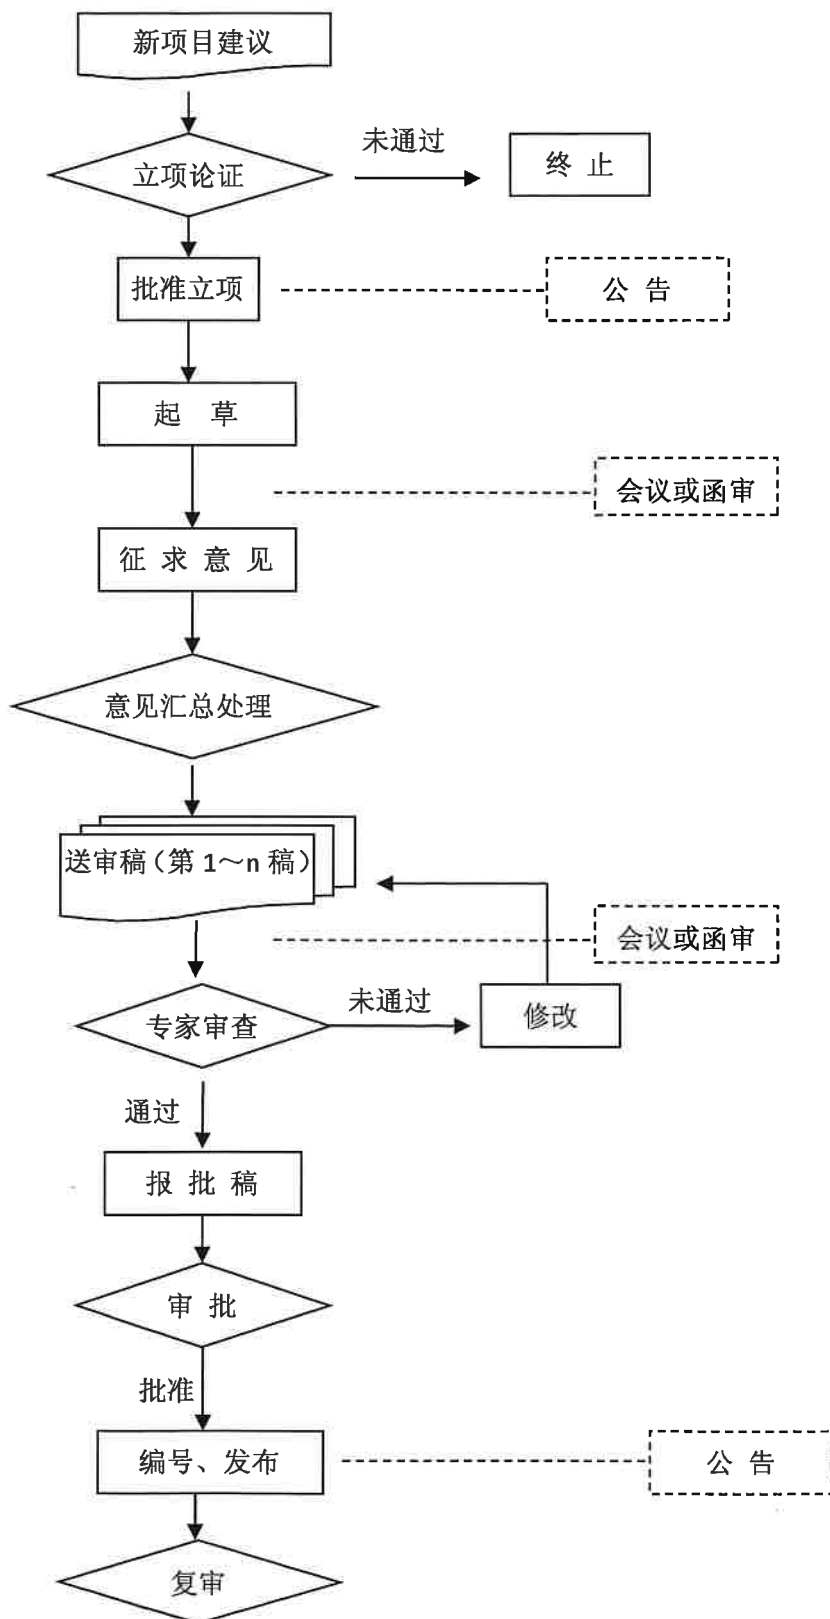 新项目建议
立项论证
未通过
终 止
批准立项
公 告
起 草
会议或函审
征 求 意 见
意见汇总处理
送审稿（第 1～n 稿）
会议或函审
专家审查
未通过
修改
通过
报 批 稿
审 批
批准
编号、发布
公 告
复审